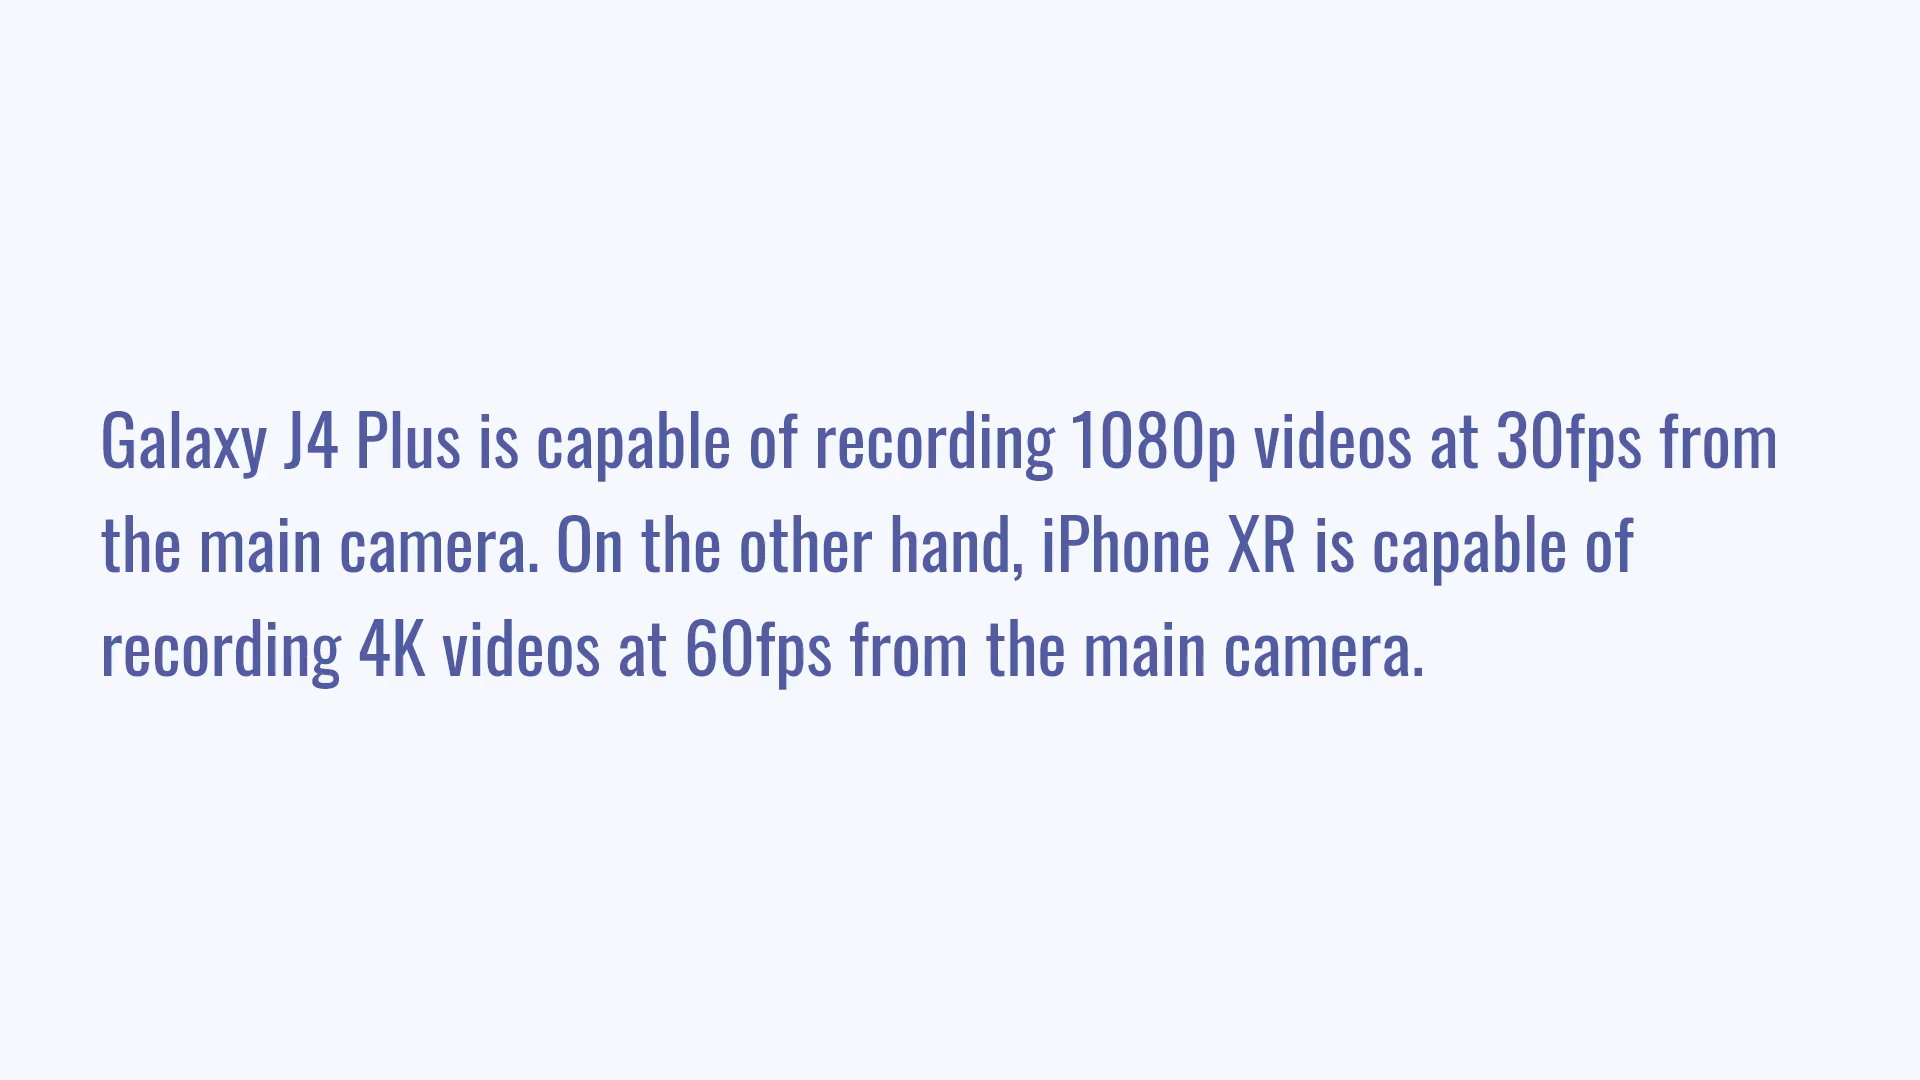 Galaxy J4 Plus is capable of recording 1080p videos at 30fps from
the main camera. On the other hand, iPhone XR is capable of
recording 4K videos at 60fps from the main camera.